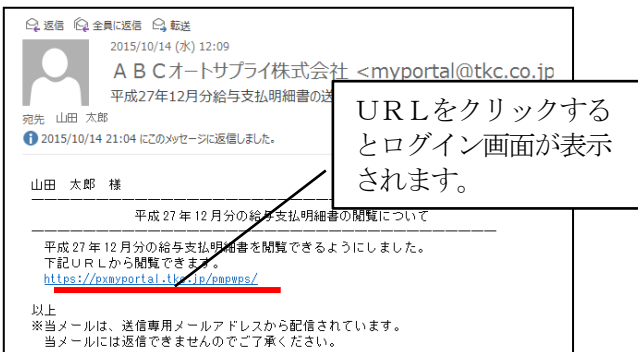 返信 全員に返信 転送
2015/10/14 (水) 12:09
ＡＢＣオートサプライ株式会社 <myportal@tkc.co.jp
平成27年12月分給与支払明細書の送
宛先 山田 太郎
2015/10/14 21:04 にこのメッセージに返信しました。
ＵＲＬをクリックする
とログイン画面が表示
されます。
山田 太郎 様
平成27年12月分の給与支払明細書の閲覧について
平成27年12月分の給与支払明細書を閲覧できるようにしました。
下記ＵＲＬから閲覧できます。
https://pxmyportal.tkc.jp/pmpwps/
以上
※当メールは、送信専用メールアドレスから配信されています。
当メールには返信できませんのでご了承ください。